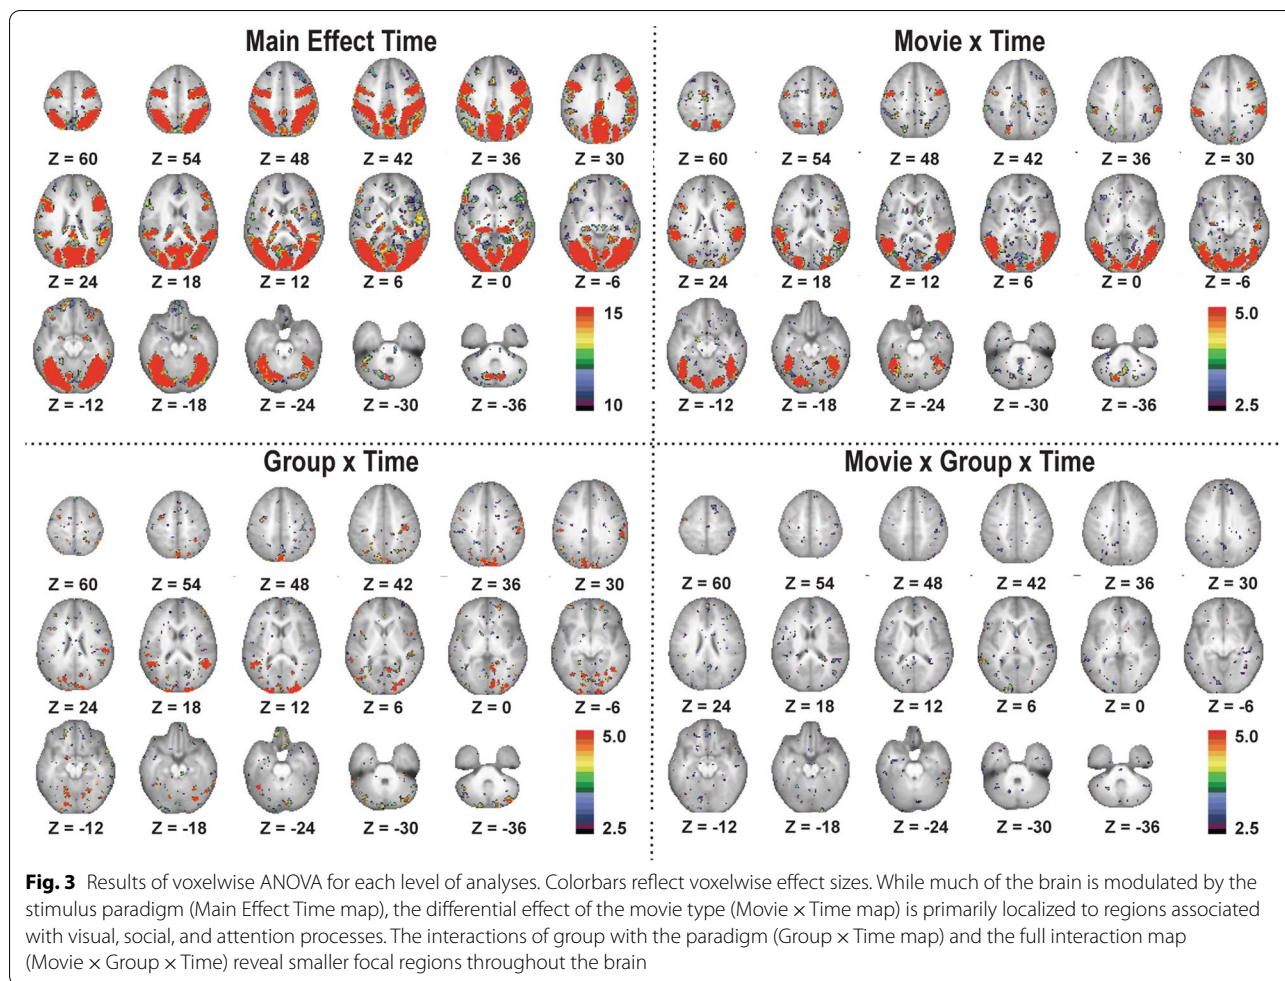 Main Effect Time
Z = 60 Z = 54 Z = 48 Z = 42 Z = 36 Z = 30
Z = 24 Z = 18 Z = 12 Z = 6 Z = 0 Z = -6
15
10
Z = -12 Z = -18 Z = -24 Z = -30 Z = -36
Movie x Time
Z = 60 Z = 54 Z = 48 Z = 42 Z = 36 Z = 30
Z = 24 Z = 18 Z = 12 Z = 6 Z = 0 Z = -6
5.0
2.5
Z = -12 Z = -18 Z = -24 Z = -30 Z = -36
Group x Time
Z = 60 Z = 54 Z = 48 Z = 42 Z = 36 Z = 30
Z = 24 Z = 18 Z = 12 Z = 6 Z = 0 Z = -6
5.0
2.5
Z = -12 Z = -18 Z = -24 Z = -30 Z = -36
Movie x Group x Time
Z = 60 Z = 54 Z = 48 Z = 42 Z = 36 Z = 30
Z = 24 Z = 18 Z = 12 Z = 6 Z = 0 Z = -6
5.0
2.5
Z = -12 Z = -18 Z = -24 Z = -30 Z = -36
Fig. 3 Results of voxelwise ANOVA for each level of analyses. Colorbars reflect voxelwise effect sizes. While much of the brain is modulated by the
stimulus paradigm (Main Effect Time map), the differential effect of the movie type (Movie × Time map) is primarily localized to regions associated
with visual, social, and attention processes. The interactions of group with the paradigm (Group × Time map) and the full interaction map
(Movie × Group × Time) reveal smaller focal regions throughout the brain